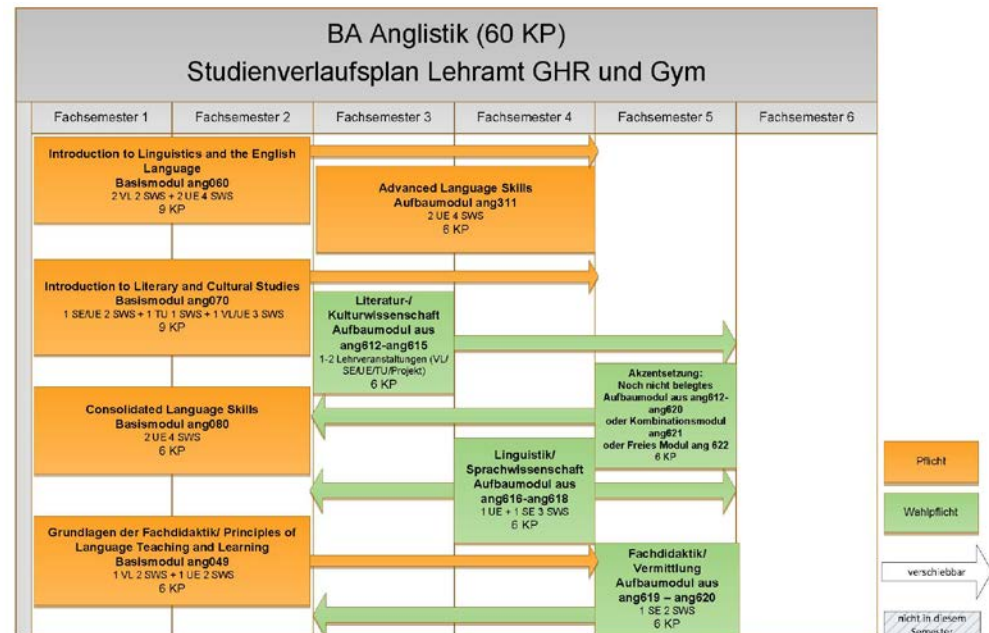 BA Anglistik (60 KP)
Studienverlaufsplan Lehramt GHR und Gym
Fachsemester 1
Fachsemester 2
Fachsemester 3
Fachsemester 4
Fachsemester 5
Fachsemester 6
Introduction to Linguistics and the English
Language
Basismodul ang060
2 VL 2 SWS + 2 UE 4 SWS
9 KP
Advanced Language Skills
Aufbaumodul ang311
2 UE 4 SWS
6 KP
Introduction to Literary and Cultural Studies
Basismodul ang070
1 SE/UE 2 SWS + 1 TU 1 SWS + 1 VL/UE 3 SWS
9 KP
Literatur-/
Kulturwissenschaft
Aufbaumodul aus
ang612-ang615
1-2 Lehrveranstaltungen (VL/
SE/UE/TU/Projekt)
6 KP
Akzentsetzung:
Noch nicht belegtes
Aufbaumodul aus ang612-
ang620
oder Kombinationsmodul
ang621
oder Freies Modul ang 622
6 KP
Consolidated Language Skills
Basismodul ang080
2 UE 4 SWS
6 KP
Linguistik/
Sprachwissenschaft
Aufbaumodul aus
ang616-ang618
1 UE + 1 SE 3 SWS
6 KP
Grundlagen der Fachdidaktik/ Principles of
Language Teaching and Learning
Basismodul ang049
1 VL 2 SWS + 1 UE 2 SWS
6 KP
Fachdidaktik/
Vermittlung
Aufbaumodul aus
ang619 – ang620
1 SE 2 SWS
6 KP
Pflicht
Wahlpflicht
verschiebbar
nicht in diesem
Semester